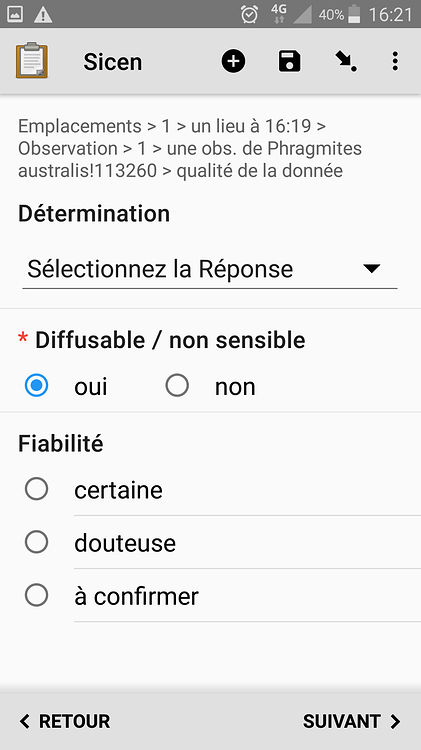 4G 40% 16:21
Sicen
Emplacements > 1 > un lieu à 16:19 >
Observation > 1 > une obs. de Phragmites
australis!113260 > qualité de la donnée
Détermination
Sélectionnez la Réponse
* Diffusable / non sensible
oui non
Fiabilité
certaine
douteuse
à confirmer
RETOUR SUIVANT